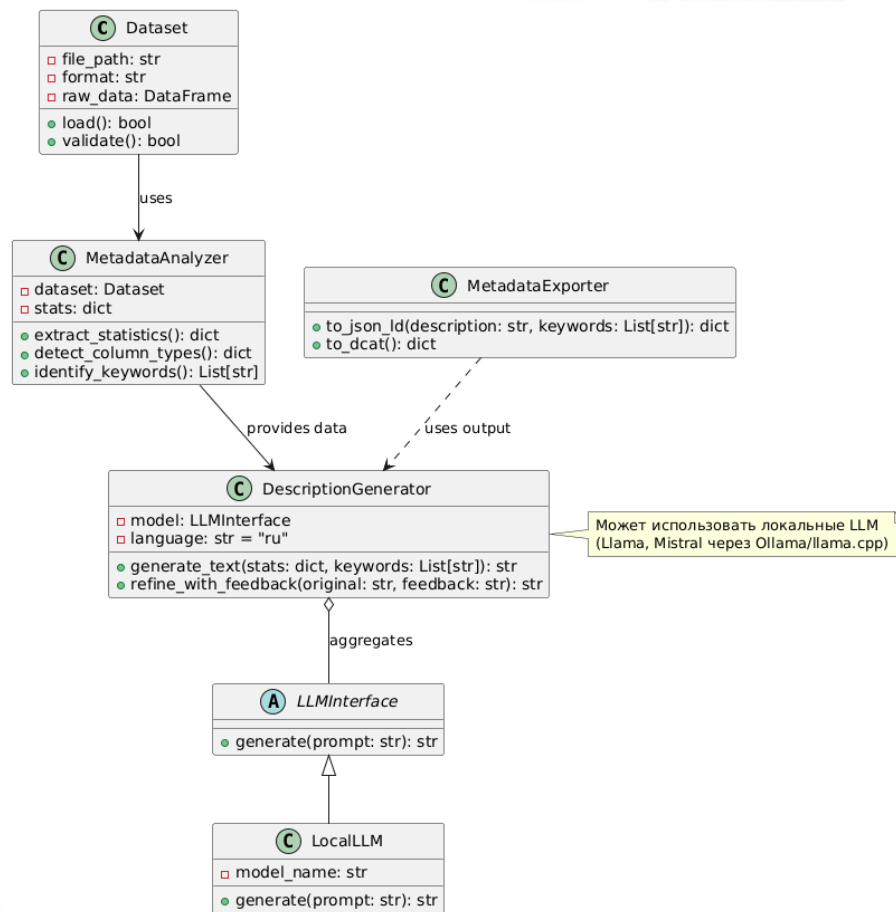 C Dataset
file_path: str
format: str
raw_data: DataFrame
load(): bool
validate(): bool
uses
C MetadataAnalyzer
dataset: Dataset
stats: dict
extract_statistics(): dict
detect_column_types(): dict
identify_keywords(): List[str]
C MetadataExporter
to_json_ld(description: str, keywords: List[str]): dict
to_dcat(): dict
provides data
uses output
C DescriptionGenerator
model: LLMInterface
language: str = "ru"
generate_text(stats: dict, keywords: List[str]): str
refine_with_feedback(original: str, feedback: str): str
Может использовать локальные LLM
(Llama, Mistral через Ollama/llama.cpp)
aggregates
A LLMInterface
generate(prompt: str): str
C LocalLLM
model_name: str
generate(prompt: str): str